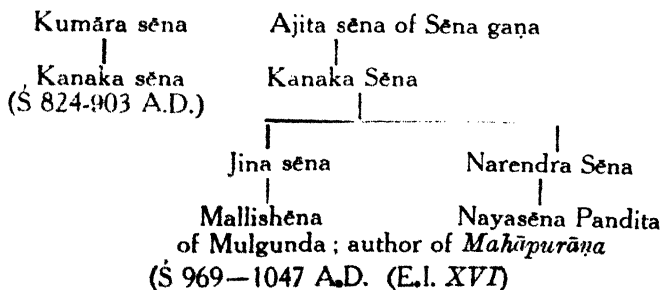 Kumāra sēna Ajita sēna of Sēna gaṇa
Kanaka sēna Kanaka Sēna
(Ś 824-903 A.D.)
Jina sēna Narendra Sēna
Mallishēna Nayasēna Pandita
of Mulgunda ; author of Mahāpurāṇa
(Ś 969—1047 A.D. (E.I. XVI)